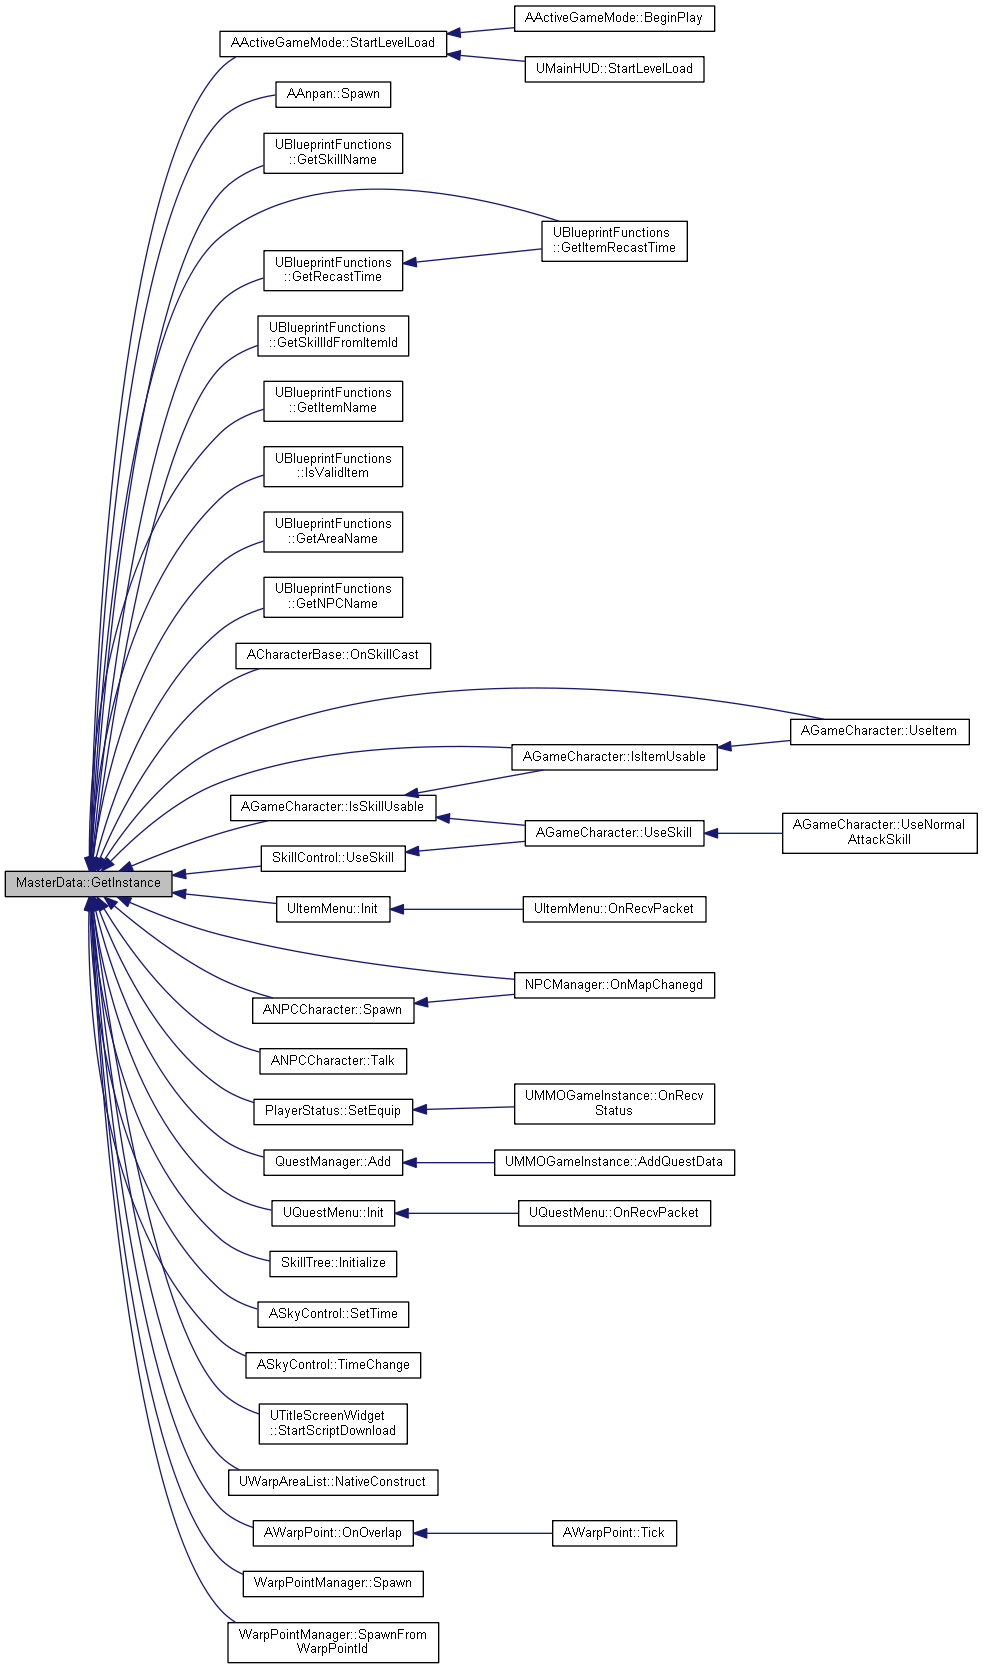 AActiveGameMode::BeginPlay
AActiveGameMode::StartLevelLoad
UMainHUD::StartLevelLoad
AAnpan::Spawn
UBlueprintFunctions
::GetSkillName
UBlueprintFunctions
::GetItemRecastTime
UBlueprintFunctions
::GetRecastTime
UBlueprintFunctions
::GetSkillIdFromItemId
UBlueprintFunctions
::GetItemName
UBlueprintFunctions
::IsValidItem
UBlueprintFunctions
::GetAreaName
UBlueprintFunctions
::GetNPCName
ACharacterBase::OnSkillCast
AGameCharacter::UseItem
AGameCharacter::IsItemUsable
AGameCharacter::IsSkillUsable
AGameCharacter::UseSkill
AGameCharacter::UseNormal
AttackSkill
SkillControl::UseSkill
MasterData::GetInstance
UItemMenu::Init
UItemMenu::OnRecvPacket
NPCManager::OnMapChanegd
ANPCCharacter::Spawn
ANPCCharacter::Talk
PlayerStatus::SetEquip
UMMOGameInstance::OnRecv
Status
QuestManager::Add
UMMOGameInstance::AddQuestData
UQuestMenu::Init
UQuestMenu::OnRecvPacket
SkillTree::Initialize
ASkyControl::SetTime
ASkyControl::TimeChange
UTitleScreenWidget
::StartScriptDownload
UWarpAreaList::NativeConstruct
AWarpPoint::OnOverlap
AWarpPoint::Tick
WarpPointManager::Spawn
WarpPointManager::SpawnFrom
WarpPointId